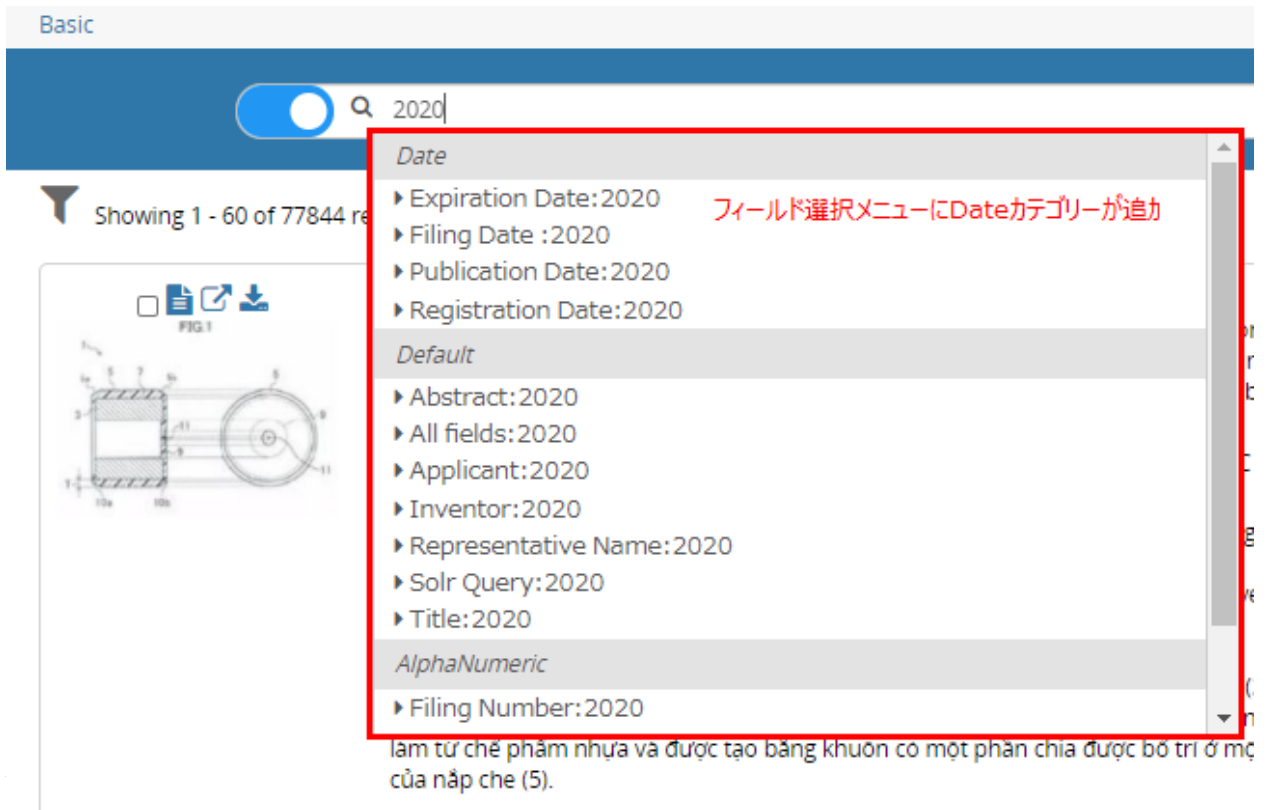 Basic
2020
Date
Expiration Date:2020
フィールド選択メニューにDateカテゴリーが追加
Filing Date :2020
Publication Date:2020
Registration Date:2020
Showing 1 - 60 of 77844 re
Default
Abstract:2020
All fields:2020
Applicant:2020
Inventor:2020
Representative Name:2020
Solr Query:2020
Title:2020
AlphaNumeric
Filing Number:2020
FIG.1
làm từ chế phẩm nhựa và được tạo bằng khuôn có một phần chia được bố trí ở
của nắp che (5).